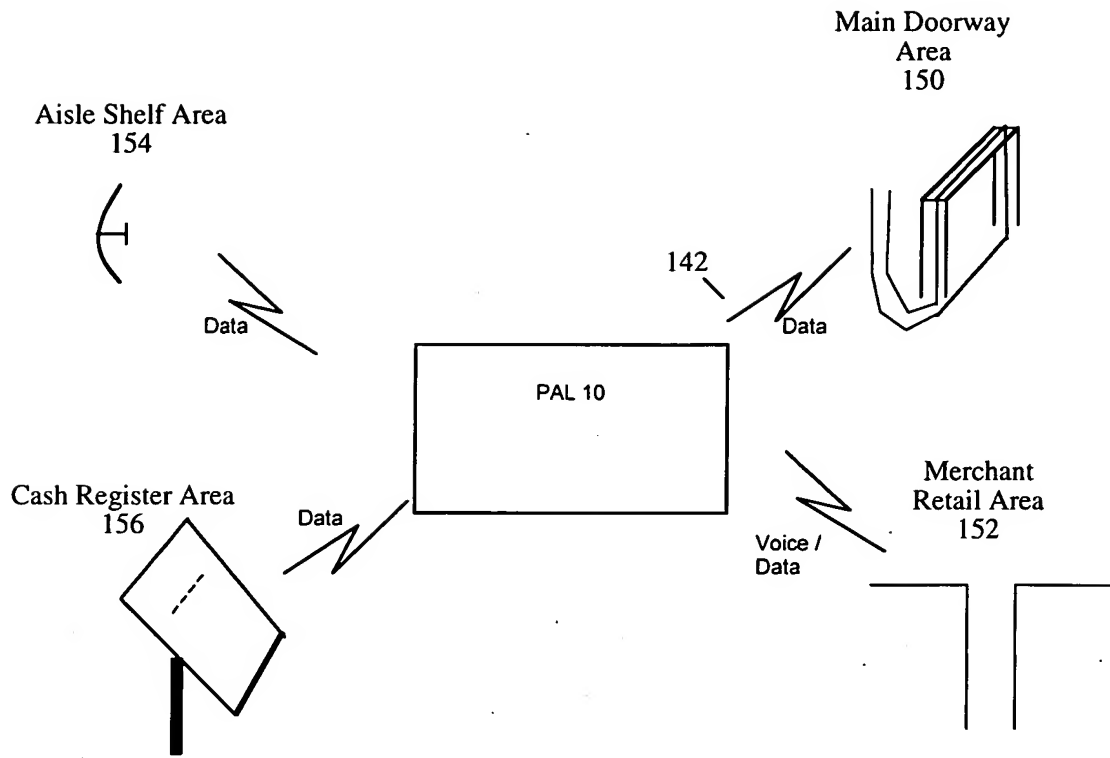 Main Doorway
Area
150
Aisle Shelf Area
154
142
Data
Data
PAL 10
Cash Register Area
156
Data
Merchant
Retail Area
152
Voice /
Data